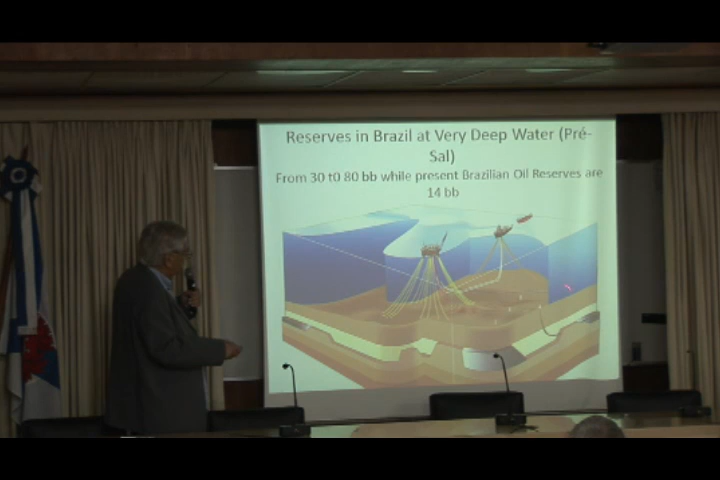 Reserves in Brazil at Very Deep Water (Pré-
Sal)
From 30 t0 80 bb while present Brazilian Oil Reserves are
14 bb